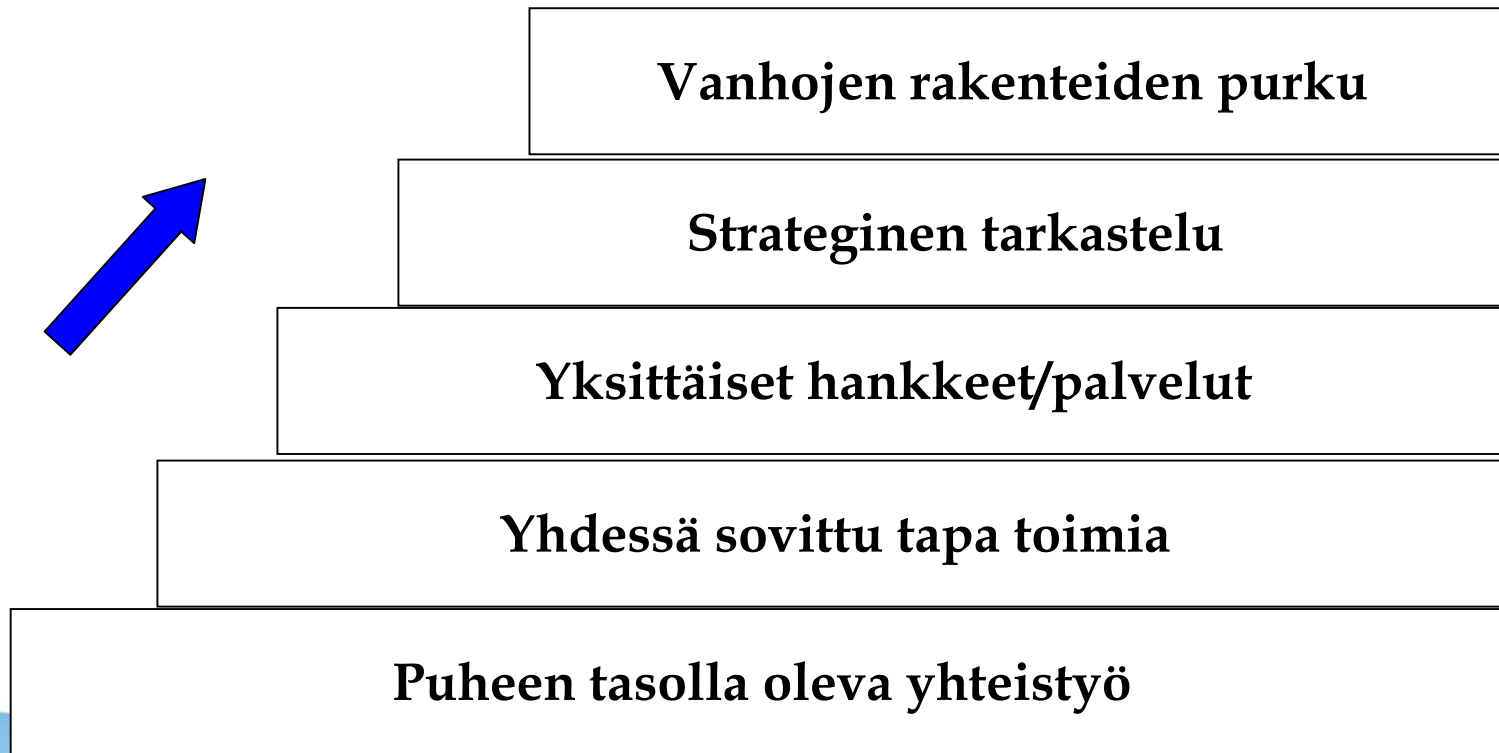 Vanhojen rakenteiden purku
Strateginen tarkastelu
Yksittäiset hankkeet/palvelut
Yhdessä sovittu tapa toimia
Puheen tasolla oleva yhteistyö